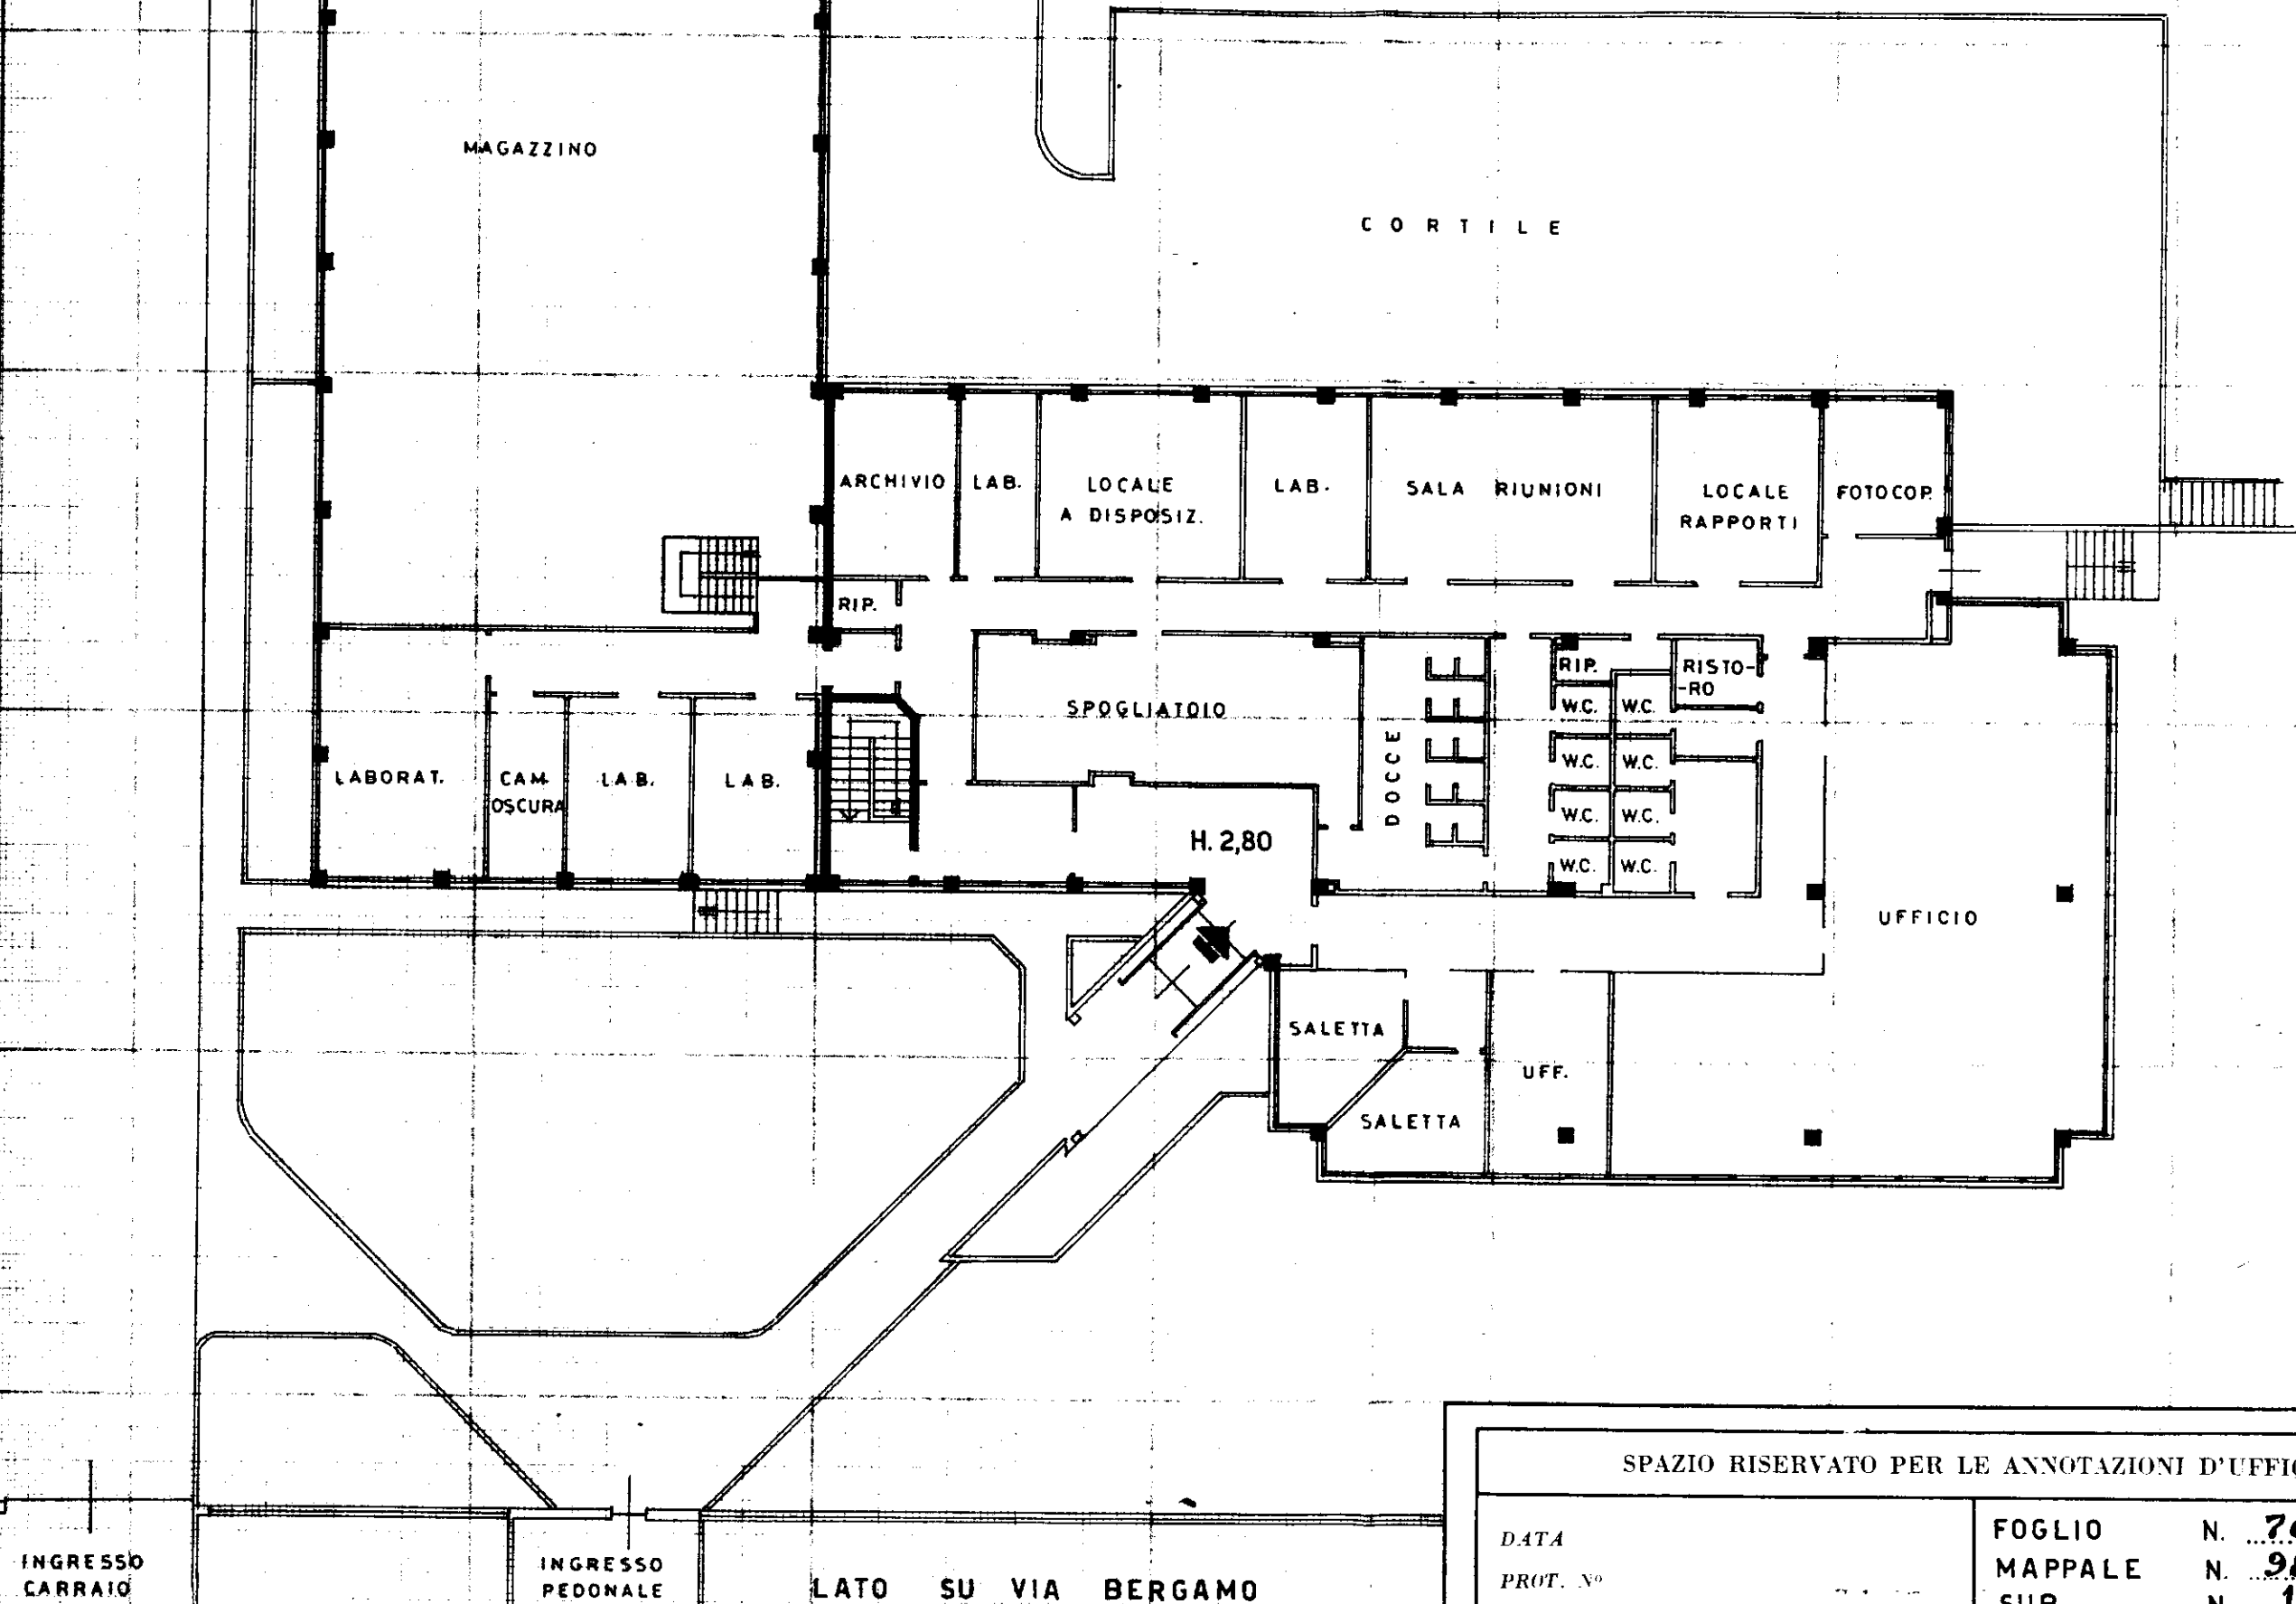 MAGAZZINO
CORTILE
ARCHIVIO
LAB.
LOCALE
A DISPOSIZ.
LAB.
SALA RIUNIONI
LOCALE
RAPPORTI
FOTOCOP.
RIP.
SPOGLIATOIO
DOCCE
RIP.
RISTO-
-RO
W.C.
W.C.
W.C.
W.C.
W.C.
W.C.
W.C.
W.C.
LABORAT.
CAM.
OSCURA
LAB.
LAB.
H. 2,80
UFFICIO
SALETTA
UFF.
SALETTA
SPAZIO RISERVATO PER LE ANNOTAZIONI
DATA
PROT. Nº
FOGLIO N.
MAPPALE N.
SUB N.
INGRESSO
CARRAIO
INGRESSO
PEDONALE
LATO SU VIA BERGAMO